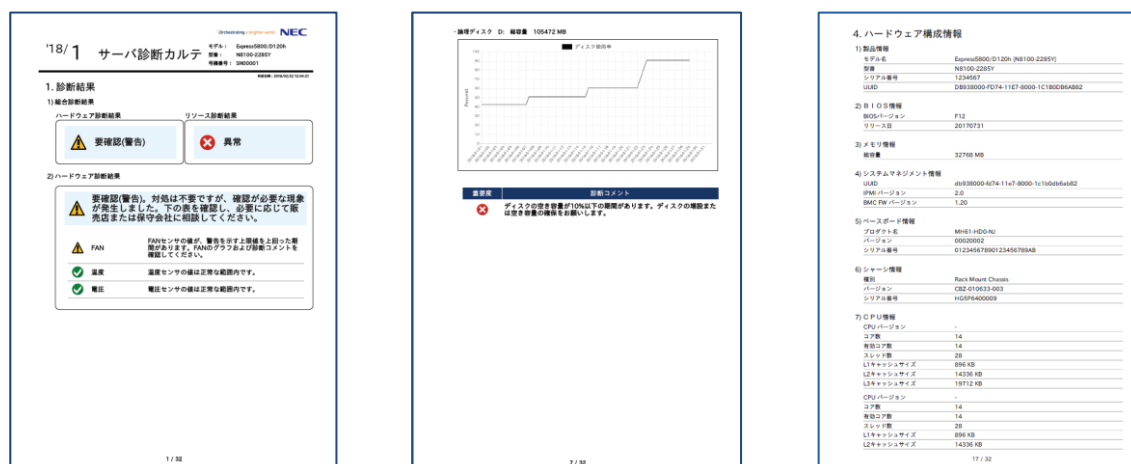 Orchestrating a brighter world NEC
'18/1 サーバ診断カルテ
モデル： Express5800/D120h
型番： N8100-2285Y
号機番号： SN00001
1. 診断結果
1) 総合診断結果
ハードウェア診断結果 リソース診断結果
要確認(警告) 異常
2) ハードウェア診断結果
要確認(警告)。対処は不要ですが、確認が必要な現象
が発生しました。下の表を確認し、必要に応じて販
売店または保守会社に相談してください。
FAN
FANセンサの値が、警告を示す上限値を上回った期
間があります。FANのグラフおよび診断コメントを
確認してください。
温度 温度センサの値は正常な範囲内です。
電圧 電圧センサの値は正常な範囲内です。
1 / 32
・論理ディスク D: 総容量 105472 MB
ディスク使用率
Percent
100
90
80
70
60
50
40
30
20
10
0
重要度 診断コメント
ディスクの空き容量が10%以下の期間があります。ディスクの増設また
は空き容量の確保をお願いします。
7 / 32
4. ハードウェア構成情報
1) 製品情報
モデル名 Express5800/D120h [N8100-2285Y]
型番 N8100-2285Y
シリアル番号 1234567
UUID DB938000-FD74-11E7-8000-1C1B0DB6AB82
2) ＢＩＯＳ情報
BIOSバージョン F12
リリース日 20170731
3) メモリ情報
総容量 32768 MB
4) システムマネジメント情報
UUID db938000-fd74-11e7-8000-1c1b0db6ab82
IPMI バージョン 2.0
BMC FW バージョン 1.20
5) ベースボード情報
プロダクト名 MH61-HD0-NJ
バージョン 00020002
シリアル番号 01234567890123456789AB
6) シャーシ情報
種別 Rack Mount Chassis
バージョン CBZ-010633-003
シリアル番号 HG5P6400009
7) ＣＰＵ情報
CPU バージョン -
コア数 14
有効コア数 14
スレッド数 28
L1キャッシュサイズ 896 KB
L2キャッシュサイズ 14336 KB
L3キャッシュサイズ 19712 KB
CPU バージョン -
コア数 14
有効コア数 14
スレッド数 28
L1キャッシュサイズ 896 KB
L2キャッシュサイズ 14336 KB
17 / 32